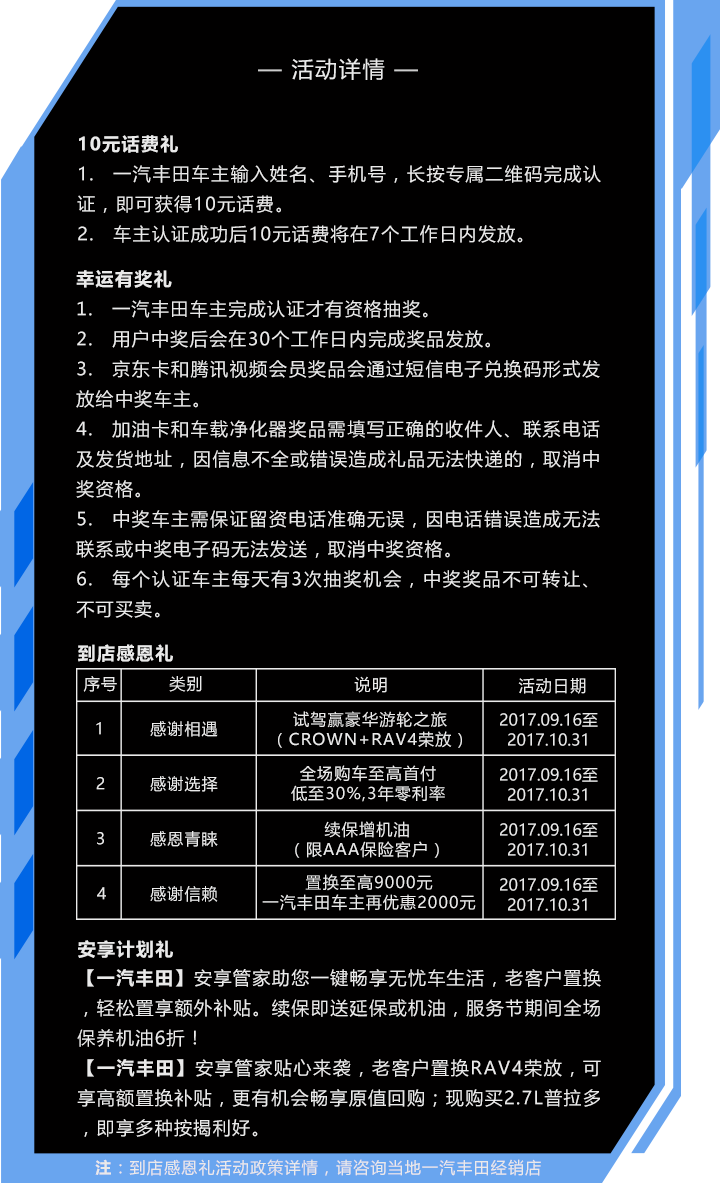 — 活动详情 —
10元话费礼
1. 一汽丰田车主输入姓名、手机号，长按专属二维码完成认
证，即可获得10元话费。
2. 车主认证成功后10元话费将在7个工作日内发放。
幸运有奖礼
1. 一汽丰田车主完成认证才有资格抽奖。
2. 用户中奖后会在30个工作日内完成奖品发放。
3. 京东卡和腾讯视频会员奖品会通过短信电子兑换码形式发
放给中奖车主。
4. 加油卡和车载净化器奖品需填写正确的收件人、联系电话
及发货地址，因信息不全或错误造成礼品无法快递的，取消中
奖资格。
5. 中奖车主需保证留资电话准确无误，因电话错误造成无法
联系或中奖电子码无法发送，取消中奖资格。
6. 每个认证车主每天有3次抽奖机会，中奖奖品不可转让、
不可买卖。
到店感恩礼
序号 类别 说明 活动日期
1 感谢相遇 试驾赢豪华游轮之旅
（CROWN+RAV4荣放） 2017.09.16至
2017.10.31
2 感谢选择 全场购车至高首付
低至30%,3年零利率 2017.09.16至
2017.10.31
3 感恩青睐 续保增机油
（限AAA保险客户） 2017.09.16至
2017.10.31
4 感谢信赖 置换至高9000元
一汽丰田车主再优惠2000元 2017.09.16至
2017.10.31
安享计划礼
【一汽丰田】安享管家助您一键畅享无忧车生活，老客户置换
，轻松置享额外补贴。续保即送延保或机油，服务节期间全场
保养机油6折！
【一汽丰田】安享管家贴心来袭，老客户置换RAV4荣放，可
享高额置换补贴，更有机会畅享原值回购；现购买2.7L普拉多
，即享多种按揭利好。
注：到店感恩礼活动政策详情，请咨询当地一汽丰田经销店